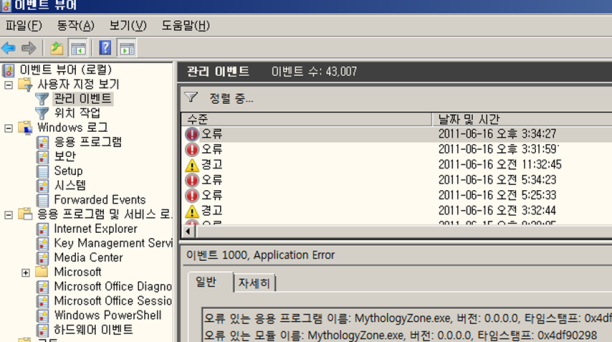 이벤트 뷰어
파일(F) 동작(A) 보기(V) 도움말(H)
이벤트 뷰어 (로컬)
사용자 지정 보기
관리 이벤트
위치 작업
Windows 로그
응용 프로그램
보안
Setup
시스템
Forwarded Events
응용 프로그램 및 서비스 로
Internet Explorer
Key Management Servi
Media Center
Microsoft
Microsoft Office Diagno
Microsoft Office Sessio
Windows PowerShell
하드웨어 이벤트
관리 이벤트 이벤트 수: 43,007
정렬 중...
수준 날짜 및 시간
오류 2011-06-16 오후 3:34:27
오류 2011-06-16 오후 3:31:59
경고 2011-06-16 오전 11:32:45
오류 2011-06-16 오전 5:34:23
오류 2011-06-16 오전 5:25:33
경고 2011-06-16 오전 3:32:44
이벤트 1000, Application Error
일반 자세히
오류 있는 응용 프로그램 이름: MythologyZone.exe, 버전: 0.0.0.0, 타임스탬프: 0x4df
오류 있는 모듈 이름: MythologyZone.exe, 버전: 0.0.0.0, 타임스탬프: 0x4df90298